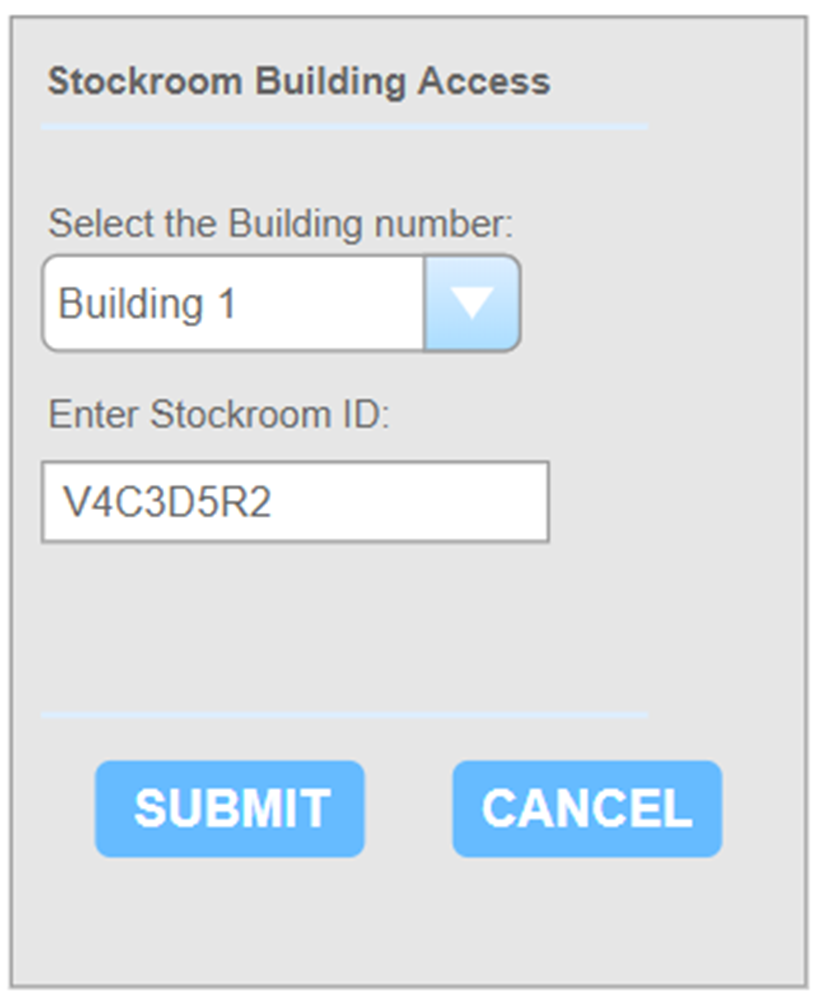 Stockroom Building Access
Select the Building number:
Building 1
Enter Stockroom ID:
V4C3D5R2
SUBMIT CANCEL